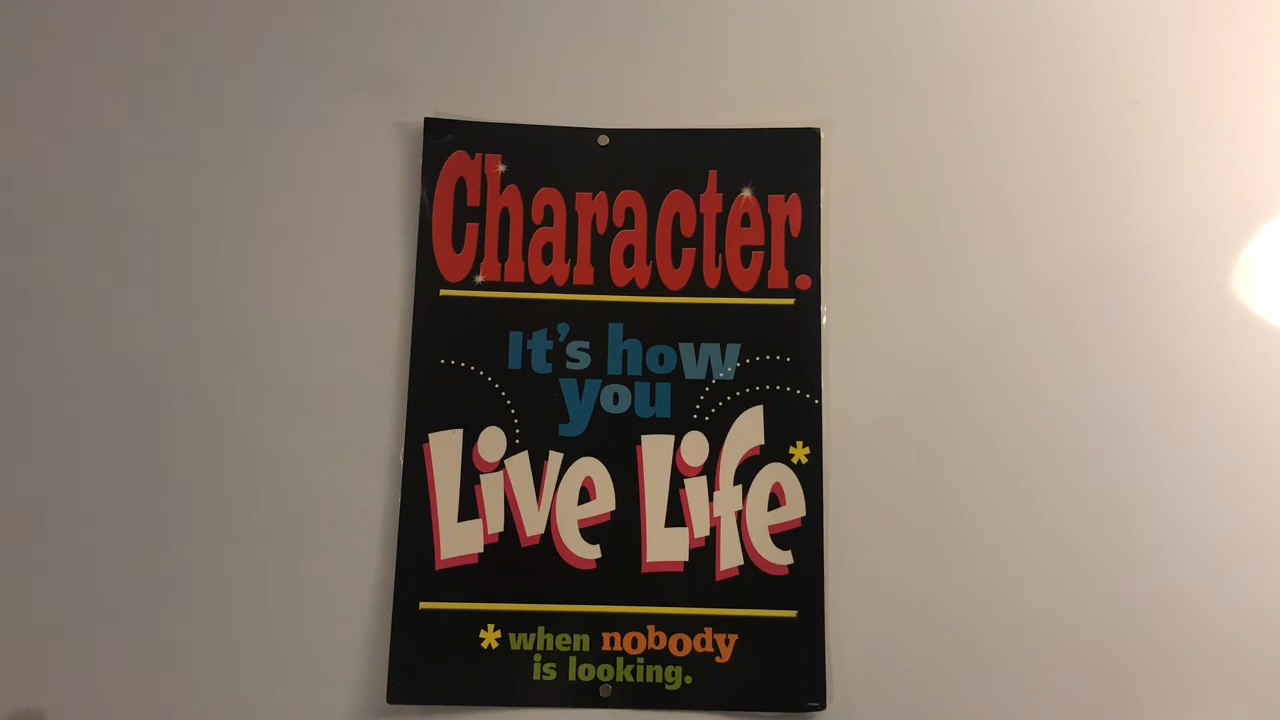 Character.
It's how
you
Live Life*
*when nobody
is looking.